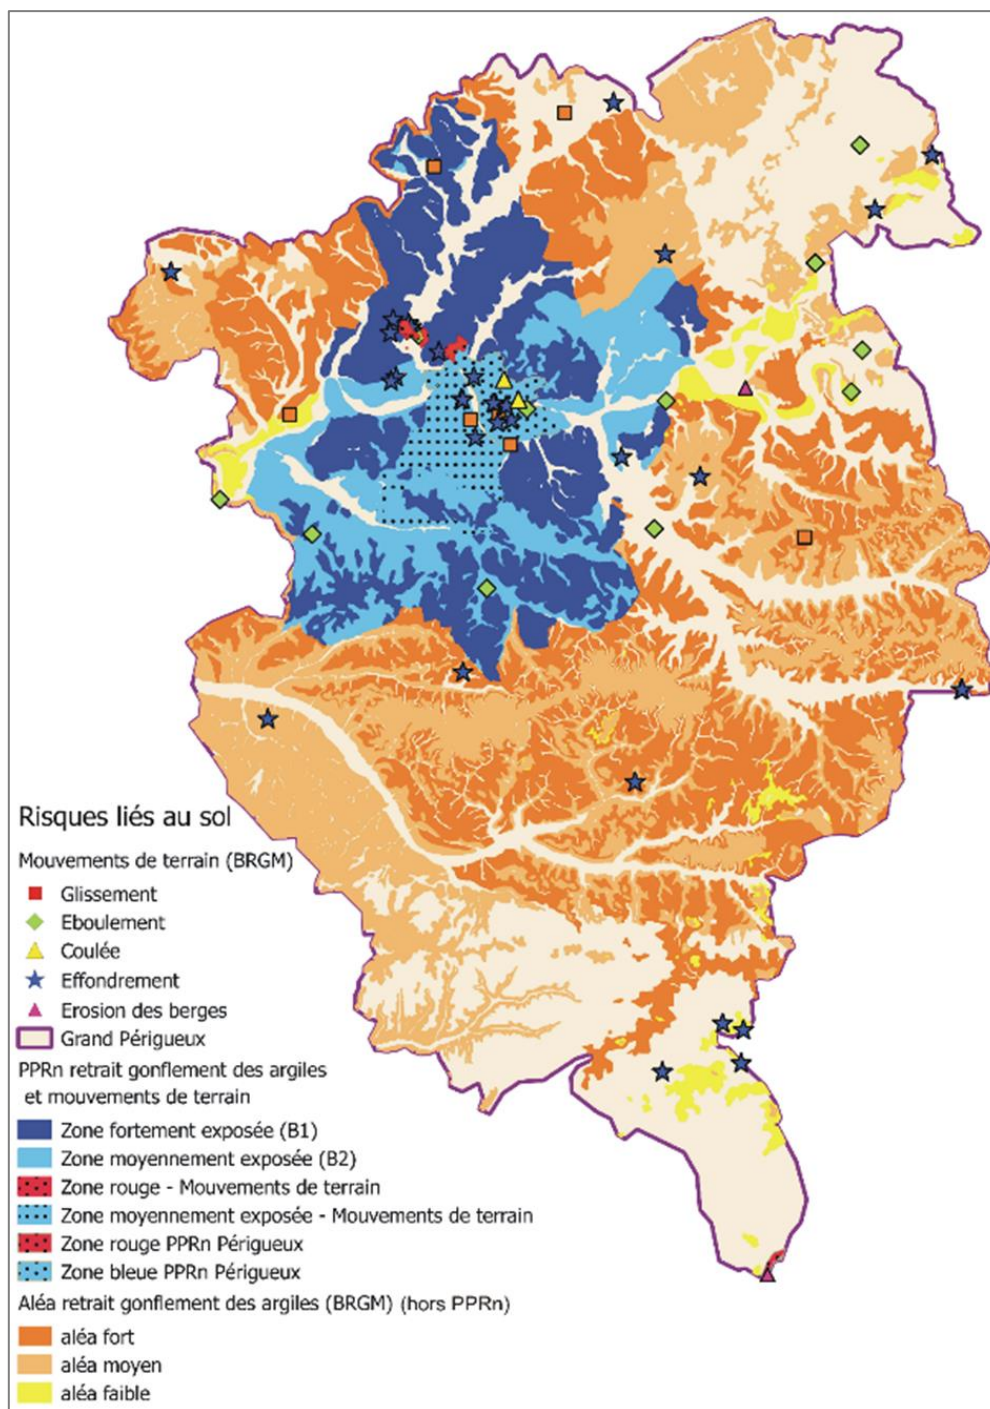 Risques liés au sol
Mouvements de terrain (BRGM)
Glissement
Eboulement
Coulée
Effondrement
Erosion des berges
Grand Périgueux
PPRn retrait gonflement des argiles
et mouvements de terrain
Zone fortement exposée (B1)
Zone moyennement exposée (B2)
Zone rouge - Mouvements de terrain
Zone moyennement exposée - Mouvements de terrain
Zone rouge PPRn Périgueux
Zone bleue PPRn Périgueux
Aléa retrait gonflement des argiles (BRGM) (hors PPRn)
aléa fort
aléa moyen
aléa faible